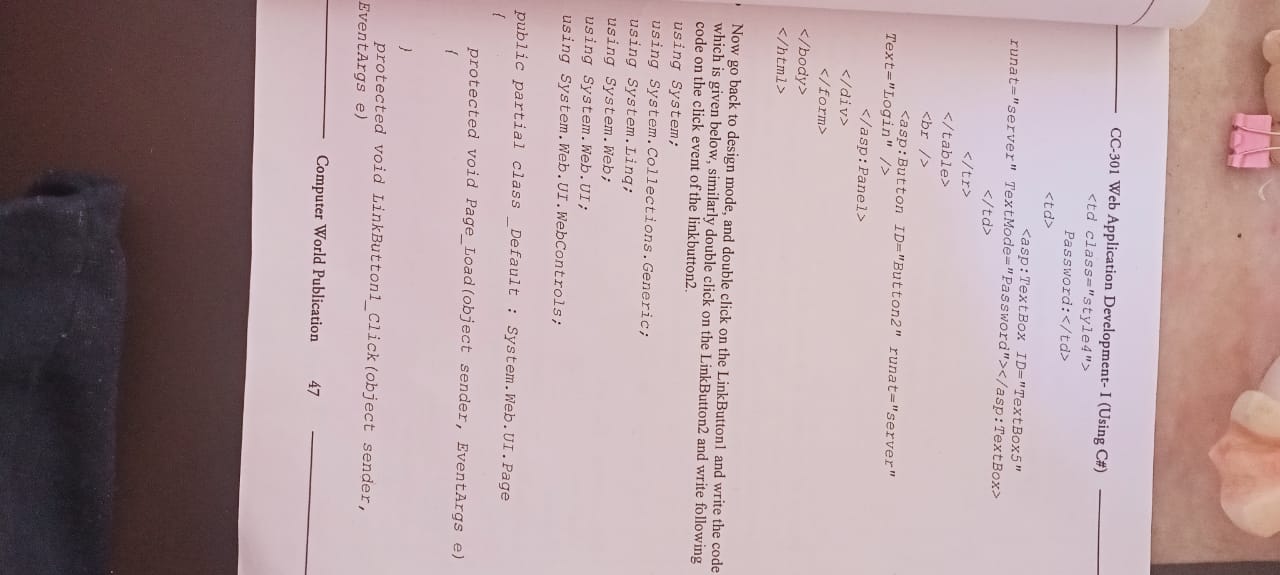 CC-301 Web Application Development- I (Using C#)
<td class="style4">
Password:</td>
<td>
<asp:TextBox ID="TextBox5"
runat="server" TextMode="Password"></asp:TextBox>
</td>
</tr>
</table>
<br />
<asp:Button ID="Button2" runat="server"
Text="Login" />
</asp:Panel>
</div>
</form>
</body>
</html>
Now go back to design mode, and double click on the LinkButton1 and write the code
which is given below, similarly double click on the LinkButton2 and write following
code on the click event of the linkbutton2.
using System;
using System.Collections.Generic;
using System.Linq;
using System.Web;
using System.Web.UI;
using System.Web.UI.WebControls;
public partial class _Default : System.Web.UI.Page
{
protected void Page_Load(object sender, EventArgs e)
{
}
protected void LinkButton1_Click(object sender,
EventArgs e)
Computer World Publication 47